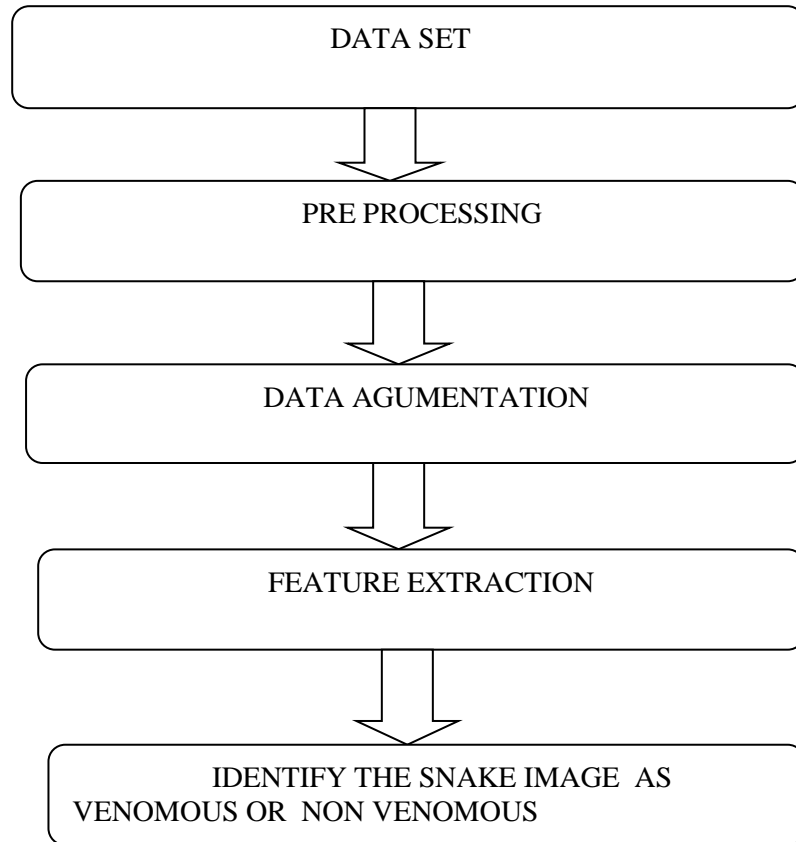 DATA SET
PRE PROCESSING
DATA AGUMENTATION
FEATURE EXTRACTION
IDENTIFY THE SNAKE IMAGE  AS
VENOMOUS OR  NON VENOMOUS